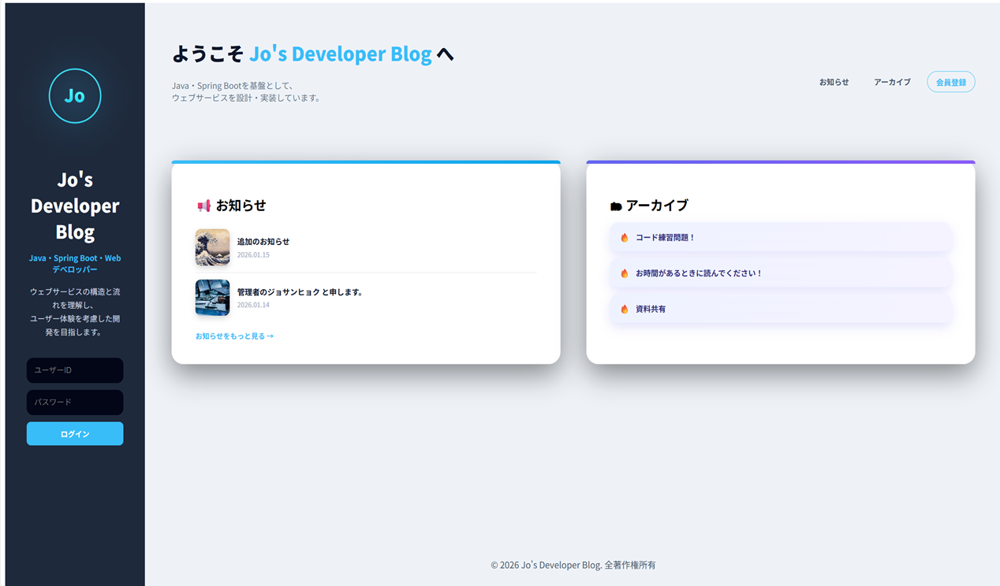 Jo
Jo's
Developer
Blog
Java・Spring Boot・Web
デベロッパー
ウェブサービスの構造と流
れを理解し、
ユーザー体験を考慮した開
発を目指します。
ユーザーID
パスワード
ログイン
ようこそ Jo's Developer Blog へ
Java・Spring Bootを基盤として、
ウェブサービスを設計・実装しています。
お知らせ
アーカイブ
会員登録
お知らせ
追加のお知らせ
2026.01.15
管理者のジョサンヒョク と申します。
2026.01.14
お知らせをもっと見る →
アーカイブ
コード練習問題！
お時間があるときに読んでください！
資料共有
© 2026 Jo's Developer Blog. 全著作権所有